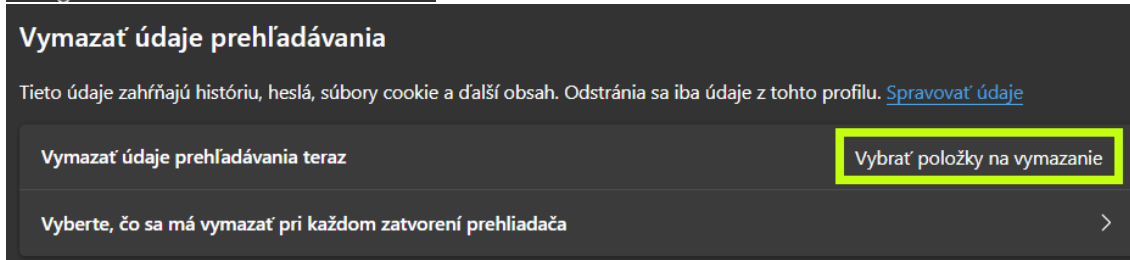 Vymazať údaje prehľadávania
Tieto údaje zahŕňajú históriu, heslá, súbory cookie a ďalší obsah. Odstránia sa iba údaje z tohto profilu. Spravovať údaje
Vymazať údaje prehľadávania teraz
Vybrať položky na vymazanie
Vyberte, čo sa má vymazať pri každom zatvorení prehliadača